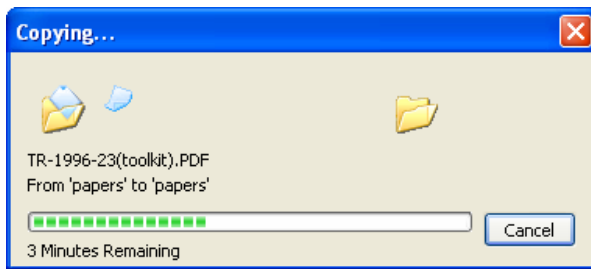 Copying...
TR-1996-23(toolkit).PDF
From 'papers' to 'papers'
Cancel
3 Minutes Remaining